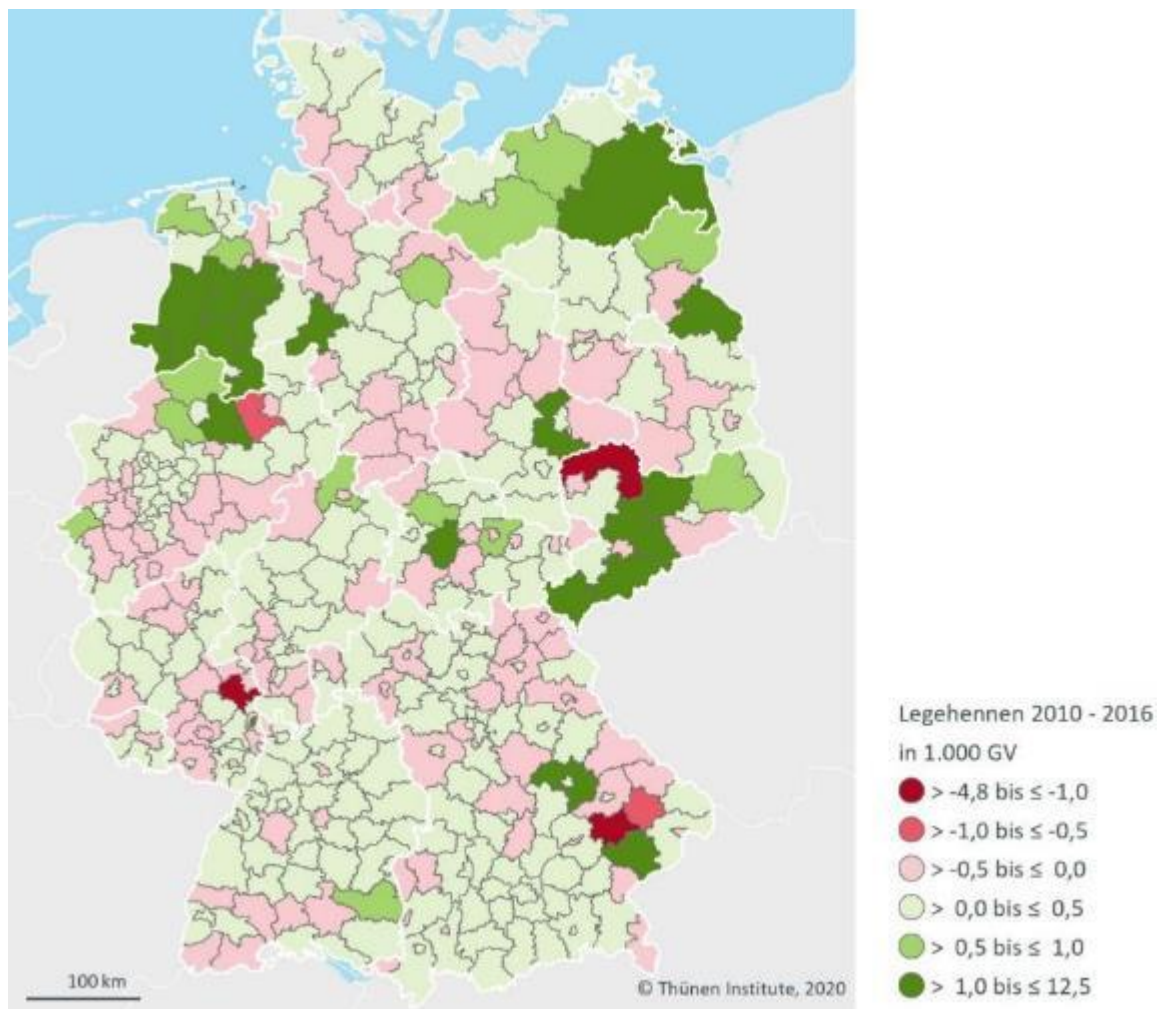 Legehennen 2010 - 2016
in 1.000 GV
> -4,8 bis ≤ -1,0
> -1,0 bis ≤ -0,5
> -0,5 bis ≤ 0,0
> 0,0 bis ≤ 0,5
> 0,5 bis ≤ 1,0
> 1,0 bis ≤ 12,5
100 km
© Thünen Institute, 2020